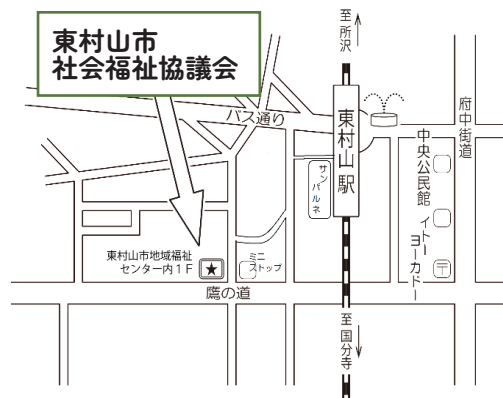 東村山市
社会福祉協議会
至所沢
バス通り
東村山駅
サンパルネ
府中街道
中央公民館
イトーヨーカドー
〒
東村山市地域福祉
センター内１Ｆ
★
ミニ
ストップ
鷹の道
至国分寺